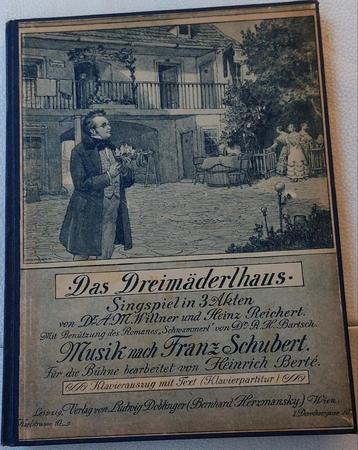 · Das Dreimäderlhaus ·
Singspiel in 3 Akten
von Dr A. M. Willner und Heinz Reichert.
Mit Benützung des Romanes „Schwammerl" von Dr R. H. Bartsch.
Musik nach Franz Schubert.
Für die Bühne bearbeitet von Heinrich Berté.
Klavierauszug mit Text (Klavierpartitur)
Leipzig, Verlag von Ludwig Doblinger (Bernhard Herzmansky) Wien,